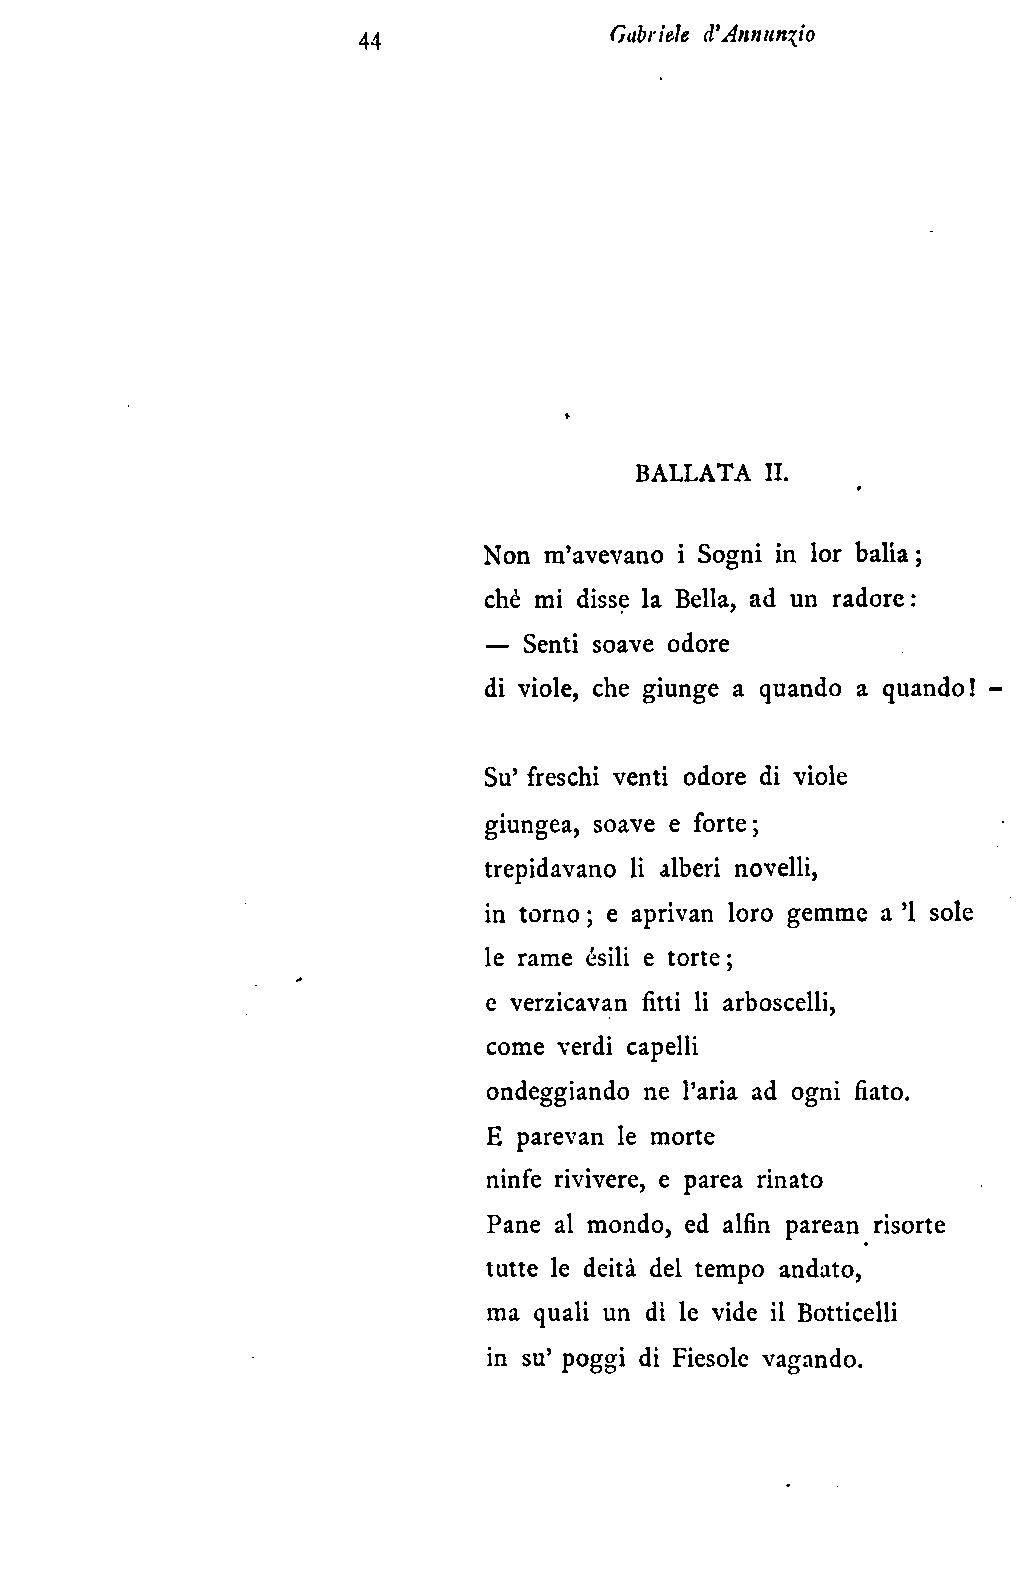 44
Gabriele d'Annunzio
BALLATA II.
Non m'avevano i Sogni in lor balía;
ché mi disse la Bella, ad un radore:
— Senti soave odore
di viole, che giunge a quando a quando! –
Su' freschi venti odore di viole
giungea, soave e forte;
trepidavano li alberi novelli,
in torno; e aprivan loro gemme a 'l sole
le rame ésili e torte;
e verzicavan fitti li arboscelli,
come verdi capelli
ondeggiando ne l'aria ad ogni fiato.
E parevan le morte
ninfe rivivere, e parea rinato
Pane al mondo, ed alfin parean risorte
tutte le deità del tempo andato,
ma quali un dì le vide il Botticelli
in su' poggi di Fiesole vagando.